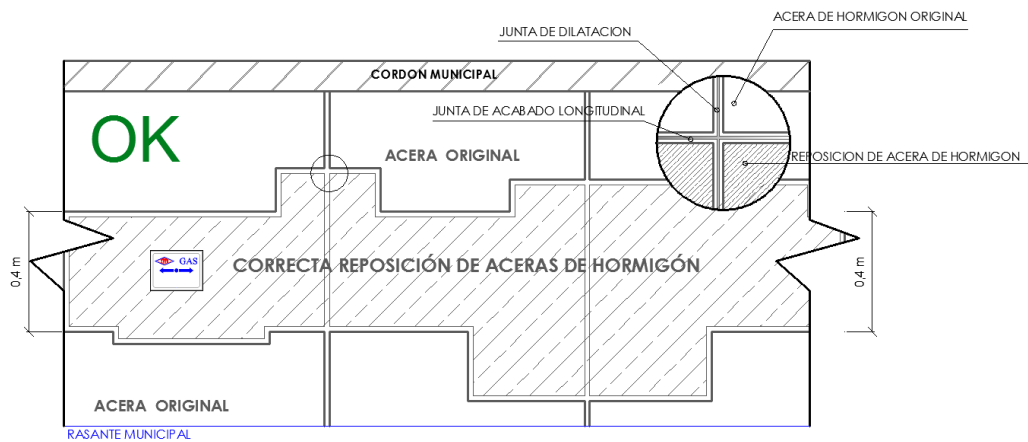 ACERA DE HORMIGON ORIGINAL
JUNTA DE DILATACION
CORDON MUNICIPAL
JUNTA DE ACABADO LONGITUDINAL
OK
ACERA ORIGINAL
REPOSICION DE ACERA DE HORMIGON
0,4 m
GAS
CORRECTA REPOSICIÓN DE ACERAS DE HORMIGÓN
0,4 m
ACERA ORIGINAL
RASANTE MUNICIPAL